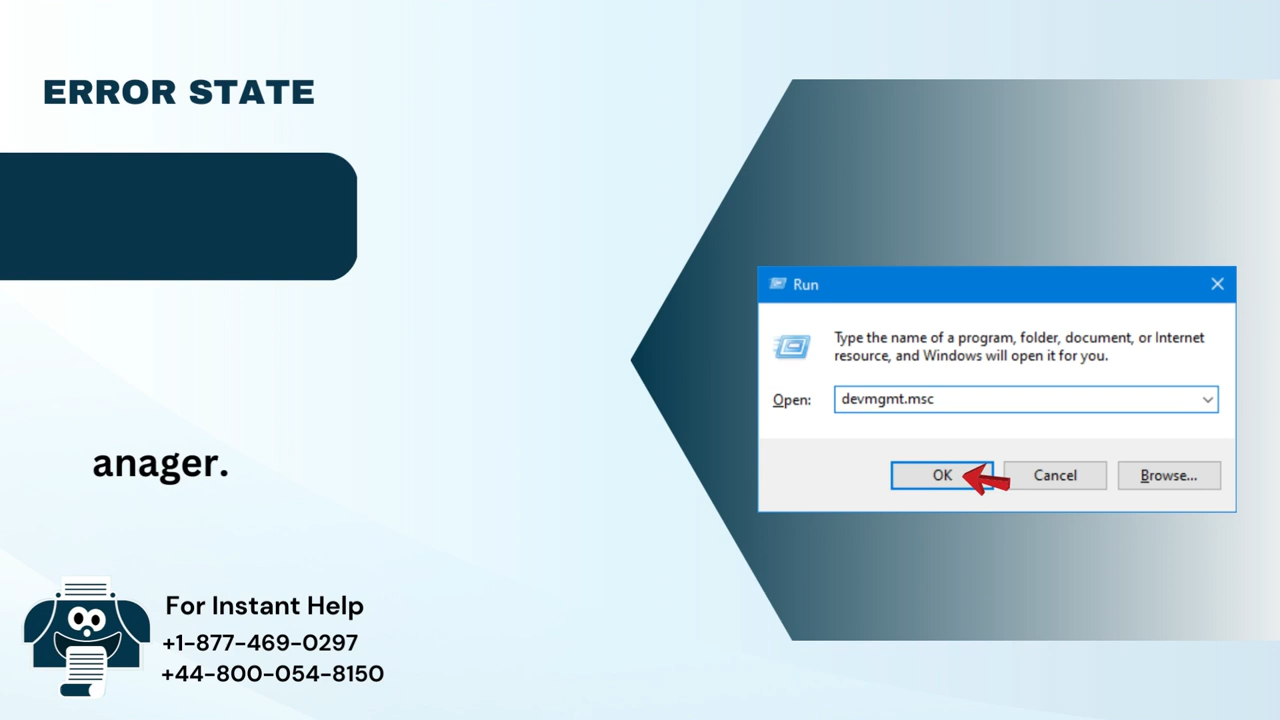 ERROR STATE
anager.
For Instant Help
+1-877-469-0297
+44-800-054-8150
Run
Type the name of a program, folder, document, or Internet
resource, and Windows will open it for you.
Open: devmgmt.msc
OK Cancel Browse...